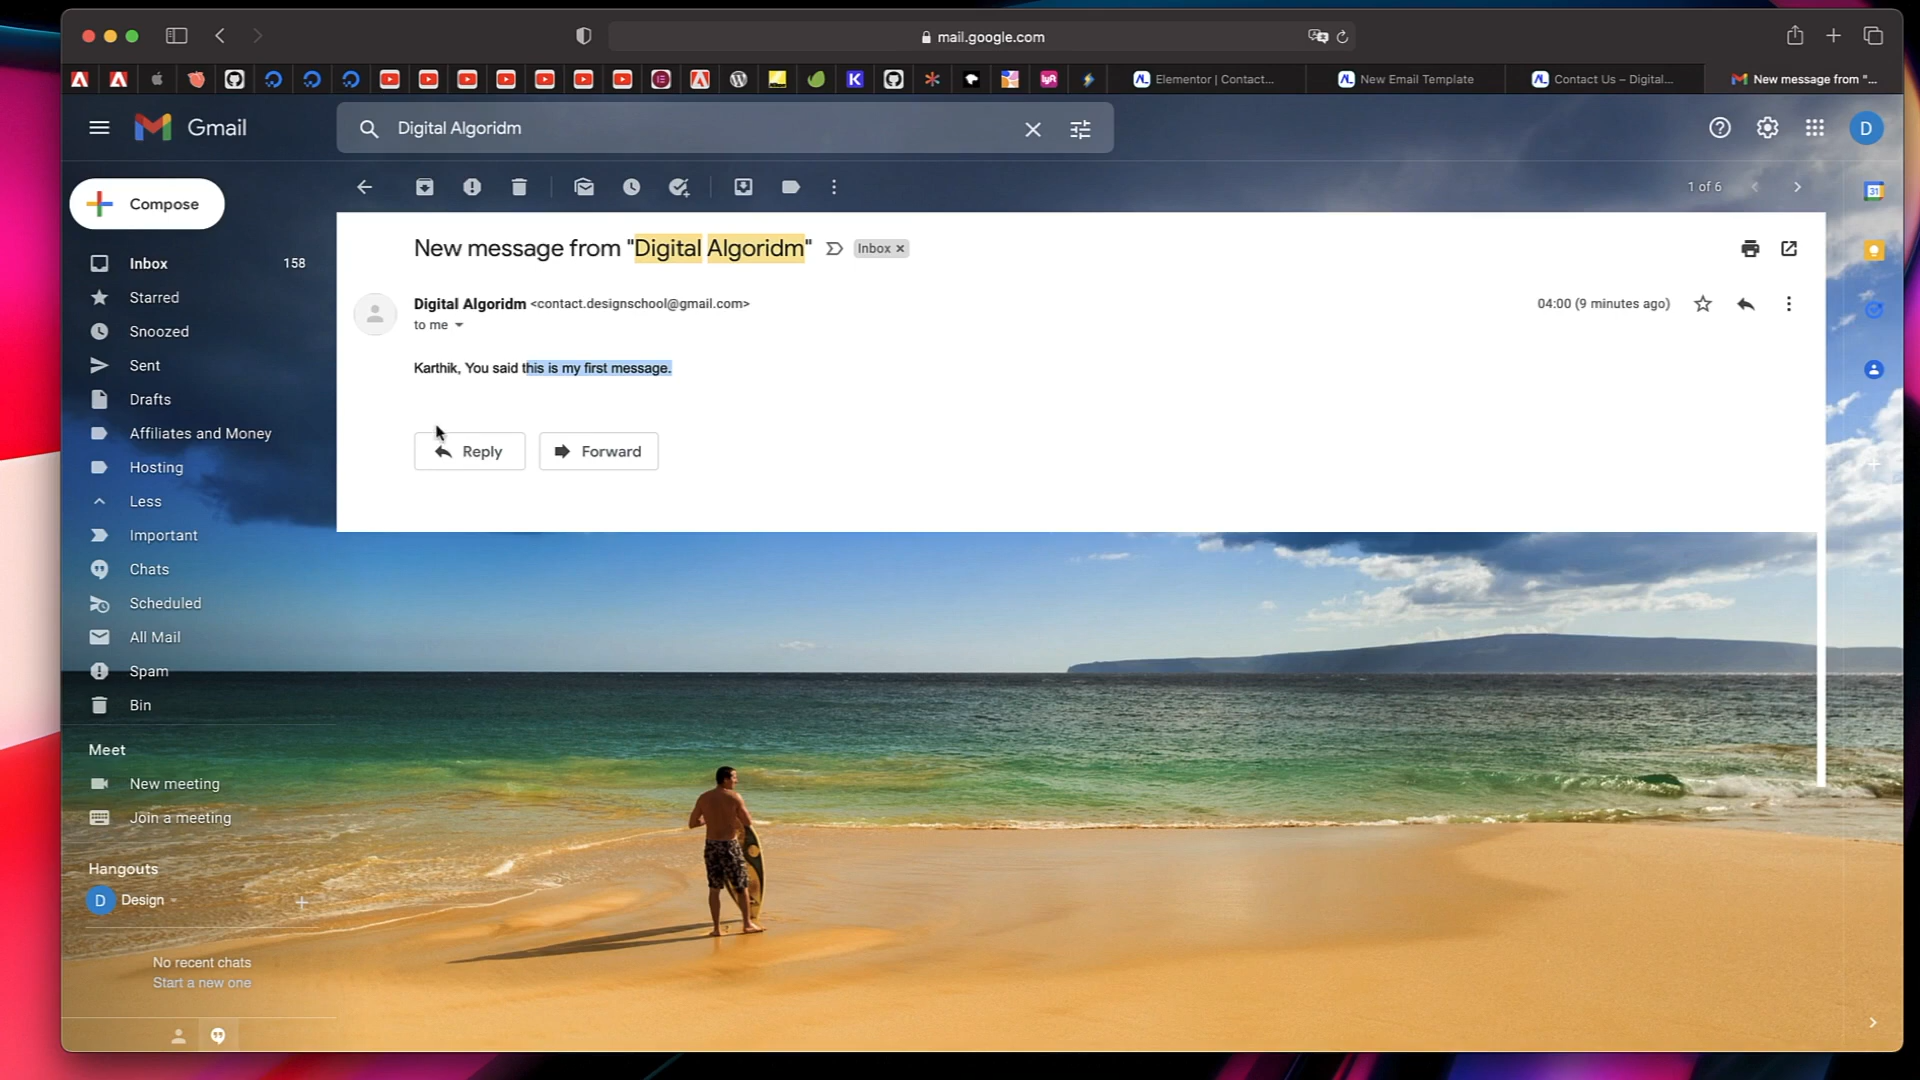 mail.google.com
Elementor | Contact...
New Email Template
Contact Us – Digital...
New message from "...
Gmail
Digital Algoridm
D
Compose
1 of 6
31
New message from "Digital Algoridm"
Inbox
Inbox 158
Digital Algoridm <contact.designschool@gmail.com>
04:00 (9 minutes ago)
to me
Starred
Snoozed
Karthik, You said this is my first message.
Sent
Drafts
Affiliates and Money
Reply
Forward
Hosting
Less
Important
Chats
Scheduled
All Mail
Spam
Bin
Meet
New meeting
Join a meeting
Hangouts
D Design
No recent chats
Start a new one